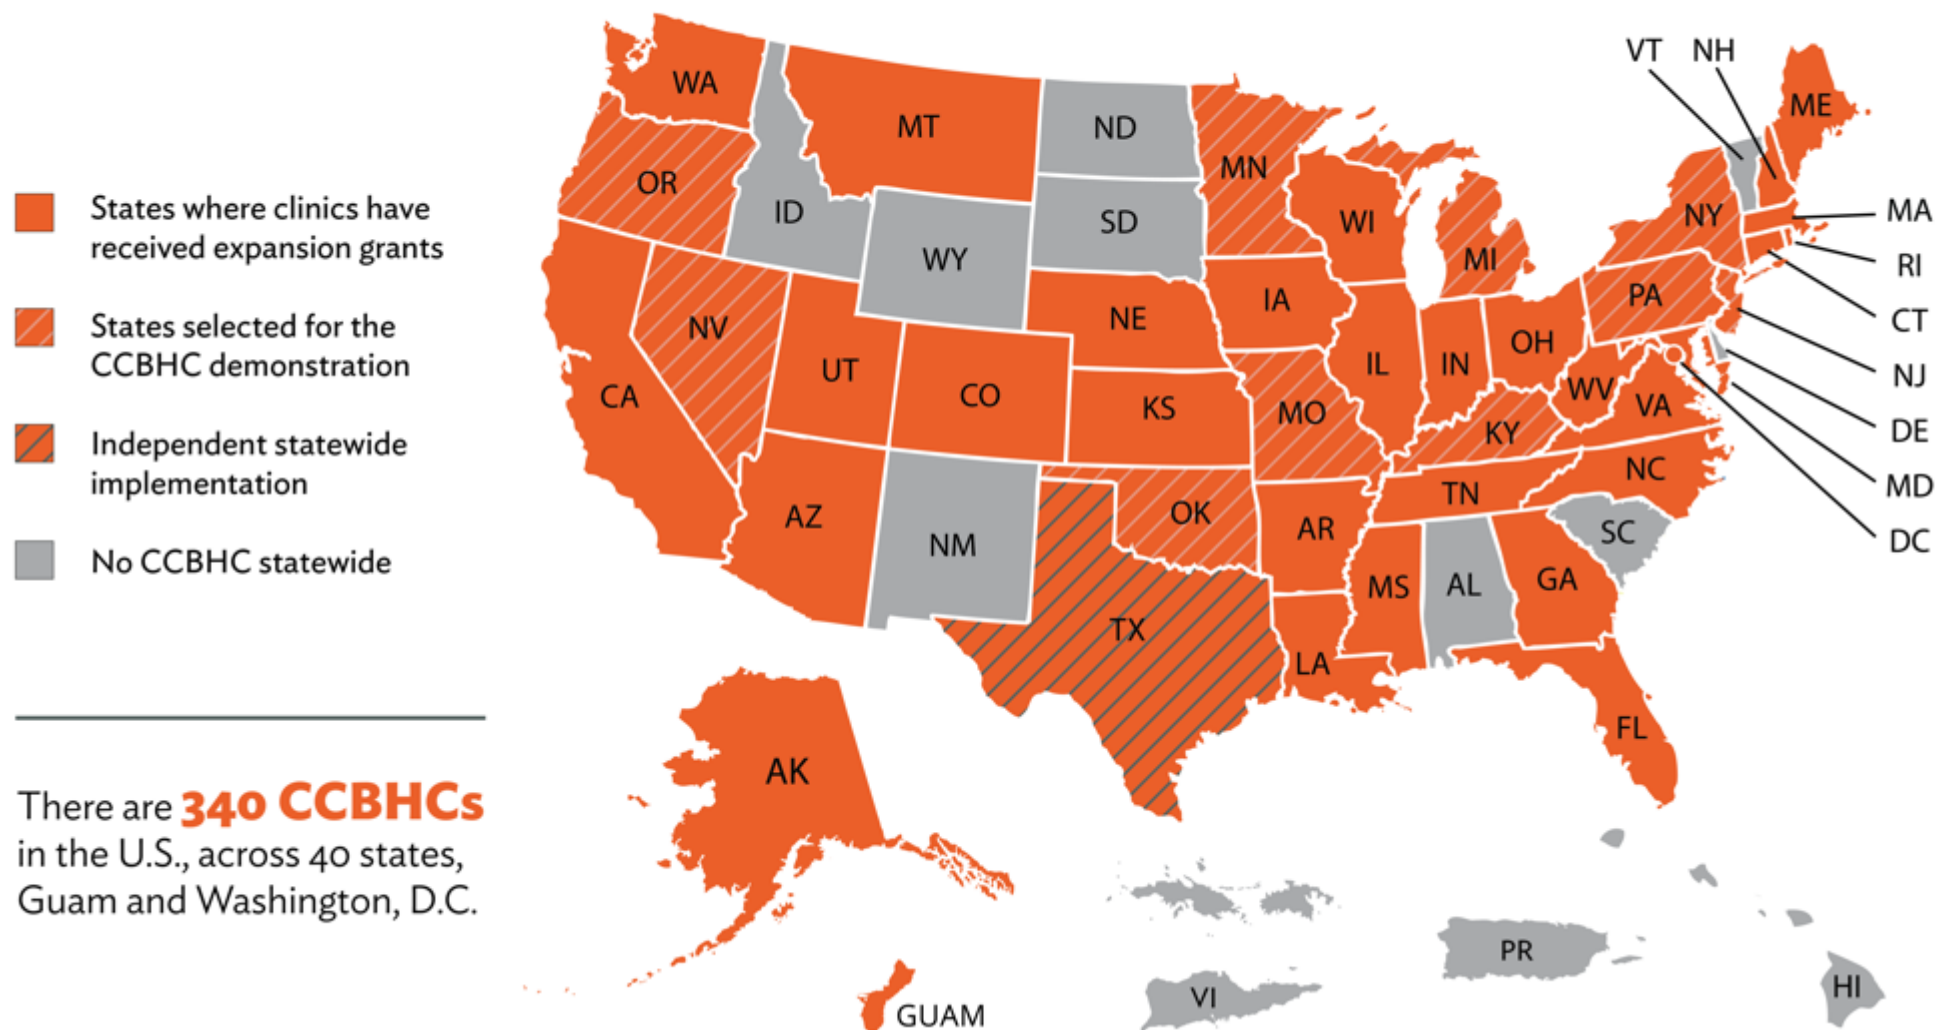 States where clinics have
received expansion grants
States selected for the
CCBHC demonstration
Independent statewide
implementation
No CCBHC statewide
There are 340 CCBHCs
in the U.S., across 40 states,
Guam and Washington, D.C.
VT NH
WA
MT
ND
MN
ME
OR
ID
SD
WI
NY
MA
WY
MI
RI
NV
NE
IA
PA
CT
UT
CO
IL
IN
OH
NJ
CA
KS
MO
WV
VA
KY
DE
AZ
OK
AR
TN
NC
MD
NM
SC
DC
TX
MS
AL
GA
LA
FL
AK
PR
VI
HI
GUAM